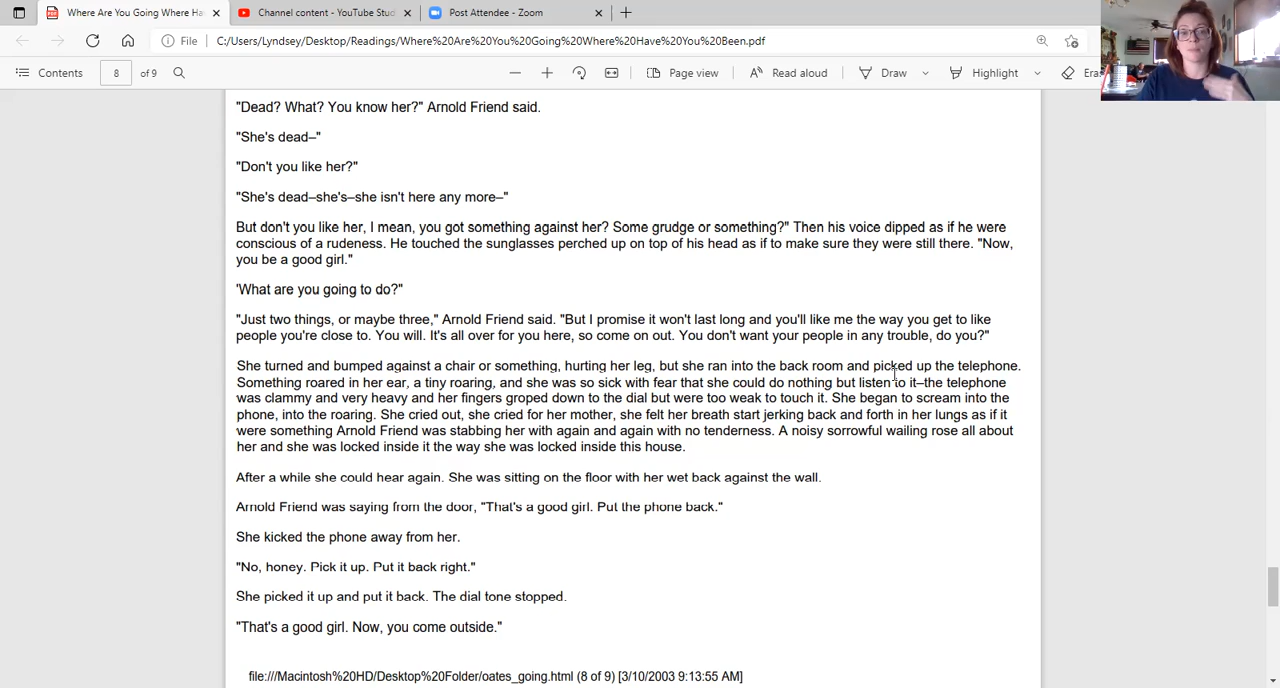 Where Are You Going Where Ha
Channel content - YouTube Stud
Post Attendee - Zoom
File
C:/Users/Lyndsey/Desktop/Readings/Where%20Are%20You%20Going%20Where%20Have%20You%20Been.pdf
Contents
8
of 9
Page view
Read aloud
Draw
Highlight
Era
"Dead? What? You know her?" Arnold Friend said.
"She's dead–"
"Don't you like her?"
"She's dead–she's–she isn't here any more–"
But don't you like her, I mean, you got something against her? Some grudge or something?" Then his voice dipped as if he were
conscious of a rudeness. He touched the sunglasses perched up on top of his head as if to make sure they were still there. "Now,
you be a good girl."
'What are you going to do?"
"Just two things, or maybe three," Arnold Friend said. "But I promise it won't last long and you'll like me the way you get to like
people you're close to. You will. It's all over for you here, so come on out. You don't want your people in any trouble, do you?"
She turned and bumped against a chair or something, hurting her leg, but she ran into the back room and picked up the telephone.
Something roared in her ear, a tiny roaring, and she was so sick with fear that she could do nothing but listen to it–the telephone
was clammy and very heavy and her fingers groped down to the dial but were too weak to touch it. She began to scream into the
phone, into the roaring. She cried out, she cried for her mother, she felt her breath start jerking back and forth in her lungs as if it
were something Arnold Friend was stabbing her with again and again with no tenderness. A noisy sorrowful wailing rose all about
her and she was locked inside it the way she was locked inside this house.
After a while she could hear again. She was sitting on the floor with her wet back against the wall.
Arnold Friend was saying from the door, "That's a good girl. Put the phone back."
She kicked the phone away from her.
"No, honey. Pick it up. Put it back right."
She picked it up and put it back. The dial tone stopped.
"That's a good girl. Now, you come outside."
file:///Macintosh%20HD/Desktop%20Folder/oates_going.html (8 of 9) [3/10/2003 9:13:55 AM]